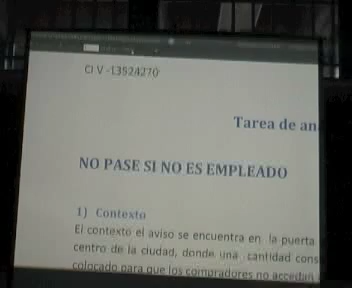 CI V -13524270
Tarea de an
NO PASE SI NO ES EMPLEADO
1) Contexto
El contexto el aviso se encuentra en la puerta
centro de la ciudad, donde una cantidad cons
colocado para que los compradores no accedan